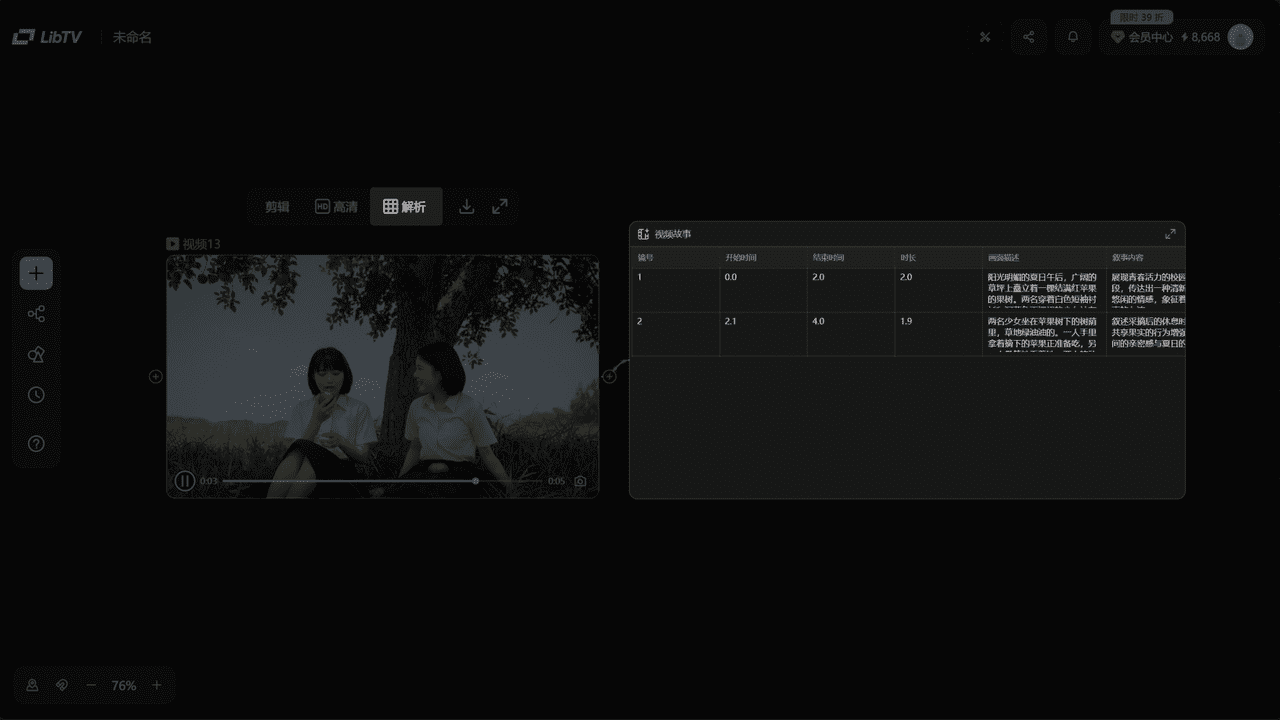 LibTV
未命名
限时 39 折
会员中心
8,668
剪辑
HD 高清
解析
视频13
0:03
0:05
视频故事
编号
开始时间
结束时间
时长
画面描述
叙事内容
1
0.0
2.0
2.0
阳光明媚的夏日午后，广阔的
草坪上矗立着一棵结满红苹果
的果树。两名穿着白色短袖衬
展现青春活力的校园
段，传达出一种清新
悠闲的情感，象征着
2
2.1
4.0
1.9
两名少女坐在苹果树下的树荫
里，草地绿油油的。一人手里
拿着摘下的苹果正准备吃，另
叙述采摘后的休息时
共享果实的行为增强
间的亲密感与夏日的
76%